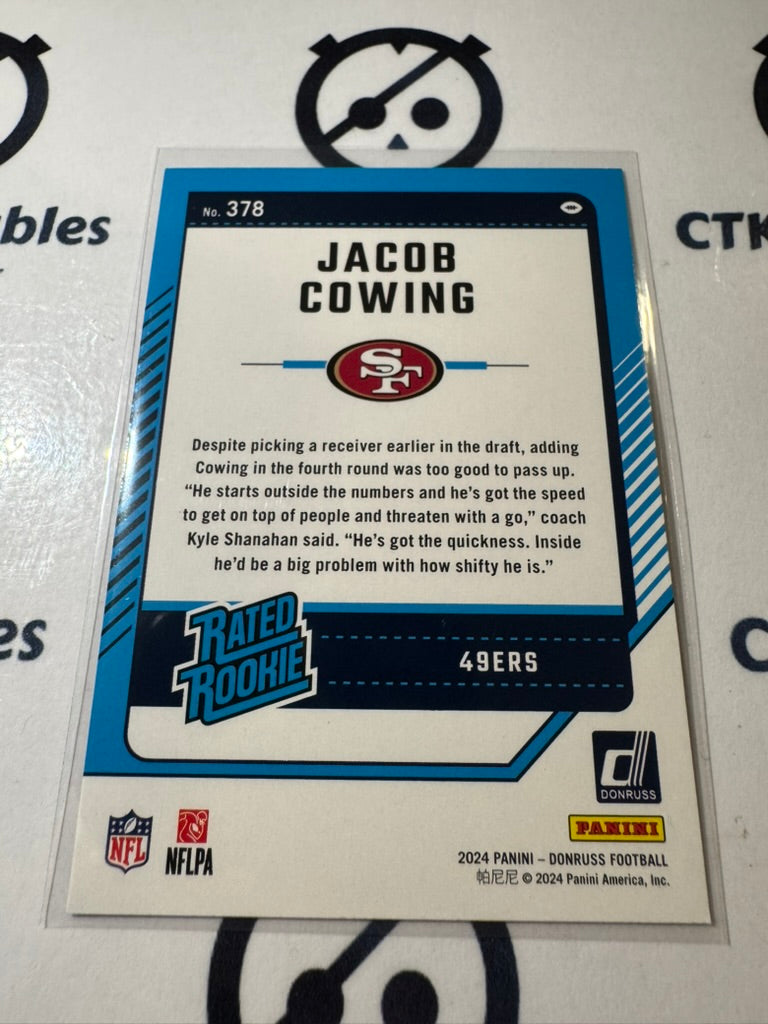 No. 378
JACOB
COWING
SF
bles
CTK
Despite picking a receiver earlier in the draft, adding
Cowing in the fourth round was too good to pass up.
“He starts outside the numbers and he’s got the speed
to get on top of people and threaten with a go,” coach
Kyle Shanahan said. “He’s got the quickness. Inside
he’d be a big problem with how shifty he is.”
RATED
ROOKIE
49ERS
es
C
d
DONRUSS
PANINI
NFL
NFLPA
2024 PANINI – DONRUSS FOOTBALL
帕尼尼 © 2024 Panini America, Inc.